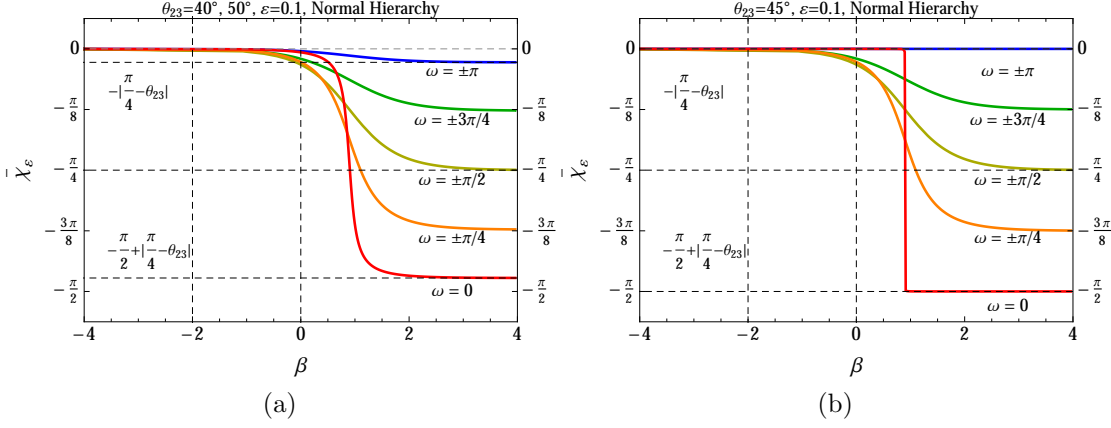 θ23=40°, 50°, ε=0.1, Normal Hierarchy
0
−π/8
−π/4
−3π/8
−π/2
χ̄ε
−|π/4−θ23|
−π/2+|π/4−θ23|
ω = ±π
ω = ±3π/4
ω = ±π/2
ω = ±π/4
ω = 0
0
−π/8
−π/4
−3π/8
−π/2
−4 −2 0 2 4
β
(a)
θ23=45°, ε=0.1, Normal Hierarchy
0
−π/8
−π/4
−3π/8
−π/2
χ̄ε
−|π/4−θ23|
−π/2+|π/4−θ23|
ω = ±π
ω = ±3π/4
ω = ±π/2
ω = ±π/4
ω = 0
0
−π/8
−π/4
−3π/8
−π/2
−4 −2 0 2 4
β
(b)